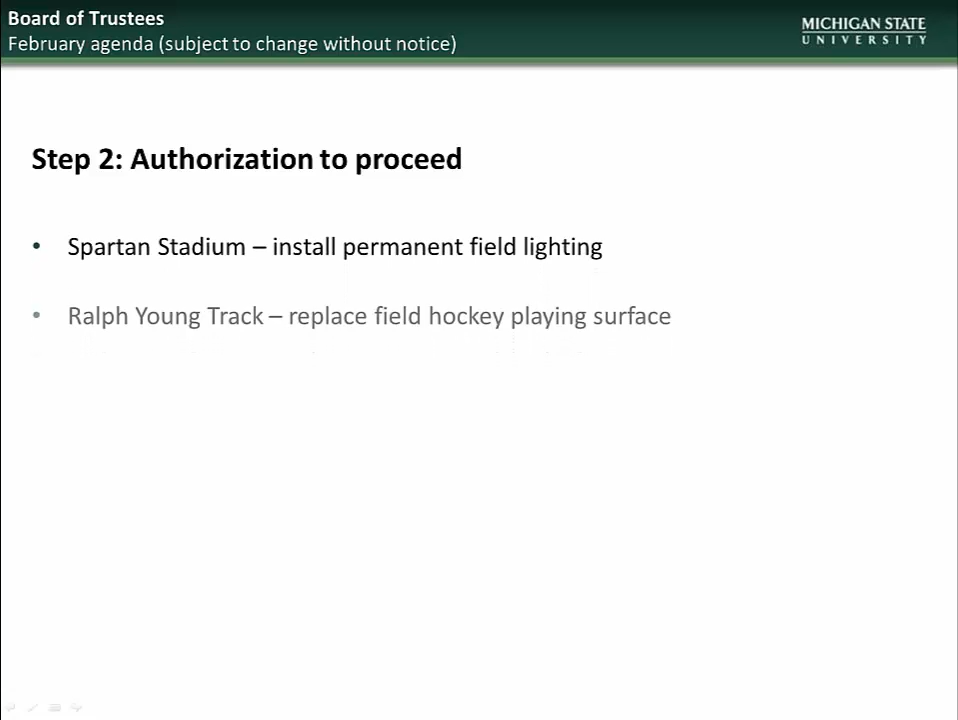 Board of Trustees
February agenda (subject to change without notice)
MICHIGAN STATE
UNIVERSITY
Step 2: Authorization to proceed
• Spartan Stadium – install permanent field lighting
• Ralph Young Track – replace field hockey playing surface